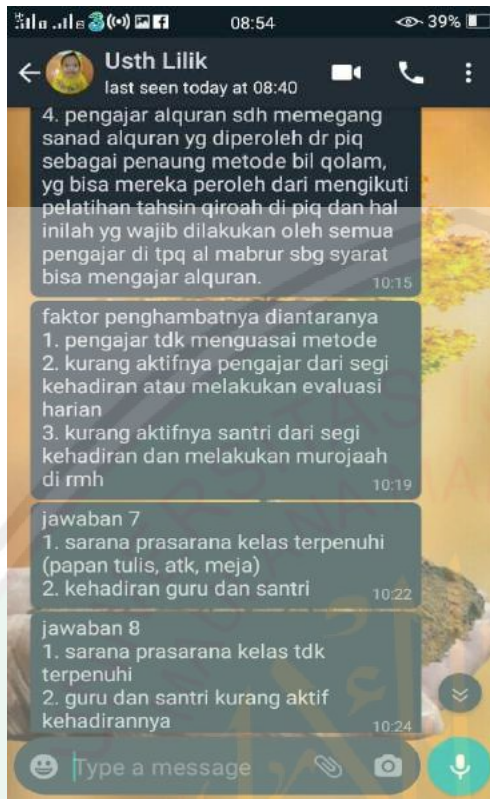 08:54
39%
Usth Lilik
last seen today at 08:40
4. pengajar alquran sdh memegang
sanad alquran yg diperoleh dr piq
sebagai penaung metode bil qolam,
yg bisa mereka peroleh dari mengikuti
pelatihan tahsin qiroah di piq dan hal
inilah yg wajib dilakukan oleh semua
pengajar di tpq al mabrur sbg syarat
bisa mengajar alquran.
10:15
faktor penghambatnya diantaranya
1. pengajar tdk menguasai metode
2. kurang aktifnya pengajar dari segi
kehadiran atau melakukan evaluasi
harian
3. kurang aktifnya santri dari segi
kehadiran dan melakukan murojaah
di rmh
10:19
jawaban 7
1. sarana prasarana kelas terpenuhi
(papan tulis, atk, meja)
2. kehadiran guru dan santri
10:22
jawaban 8
1. sarana prasarana kelas tdk
terpenuhi
2. guru dan santri kurang aktif
kehadirannya
10:24
Type a message